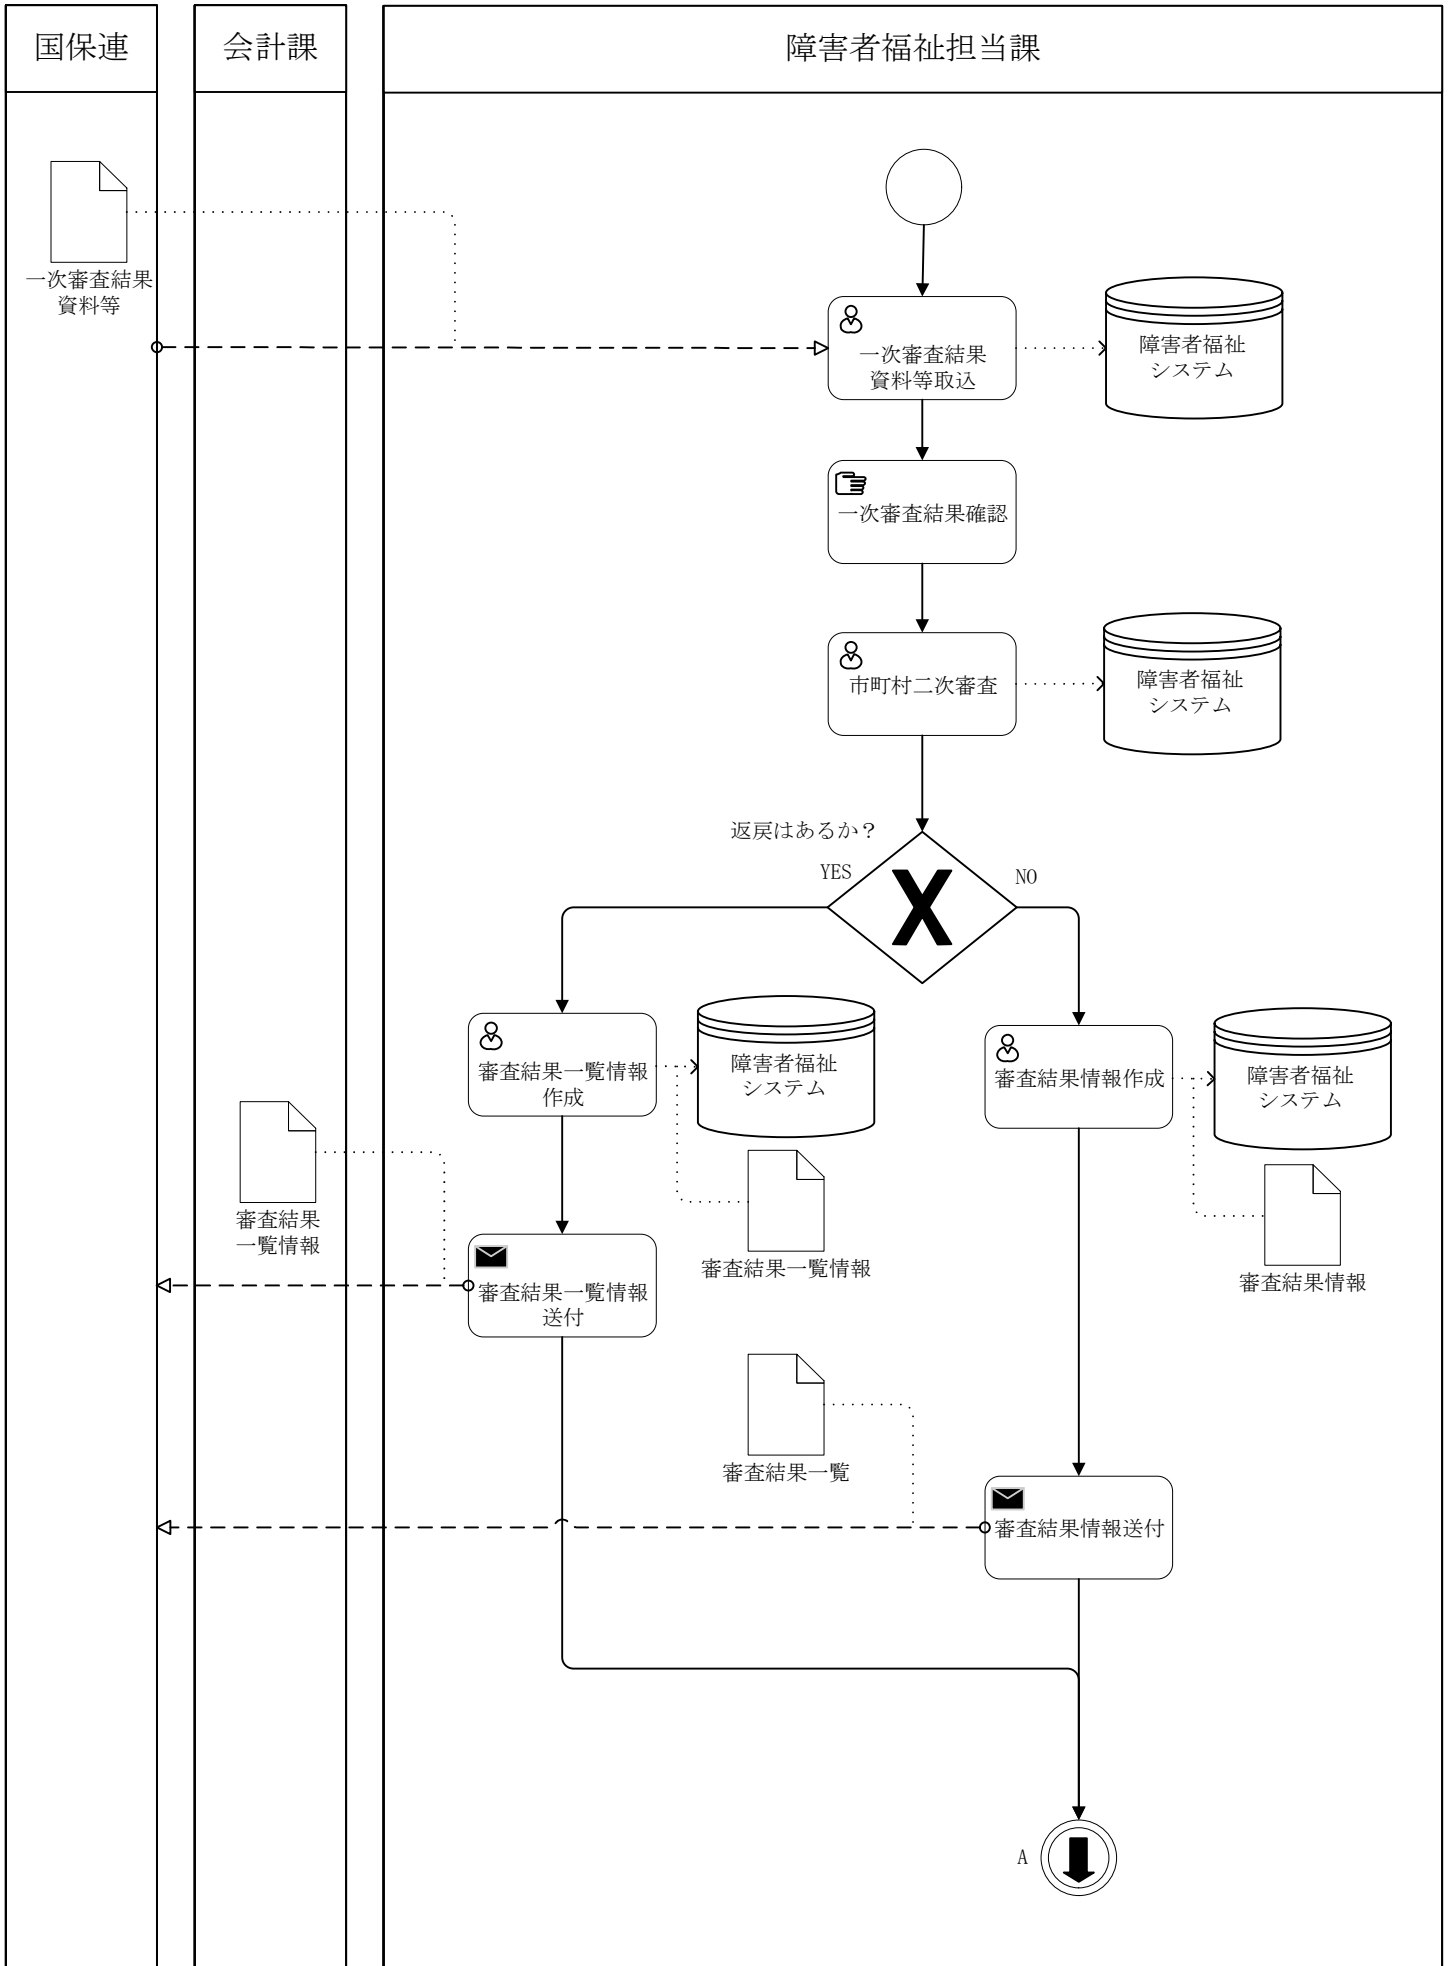 国保連
会計課
障害者福祉担当課
一次審査結果
資料等
一次審査結果
資料等取込
障害者福祉
システム
一次審査結果確認
市町村二次審査
障害者福祉
システム
返戻はあるか？
YES
NO
審査結果一覧情報
作成
障害者福祉
システム
審査結果情報作成
障害者福祉
システム
審査結果
一覧情報
審査結果一覧情報
審査結果情報
審査結果一覧情報
送付
審査結果一覧
審査結果情報送付
A